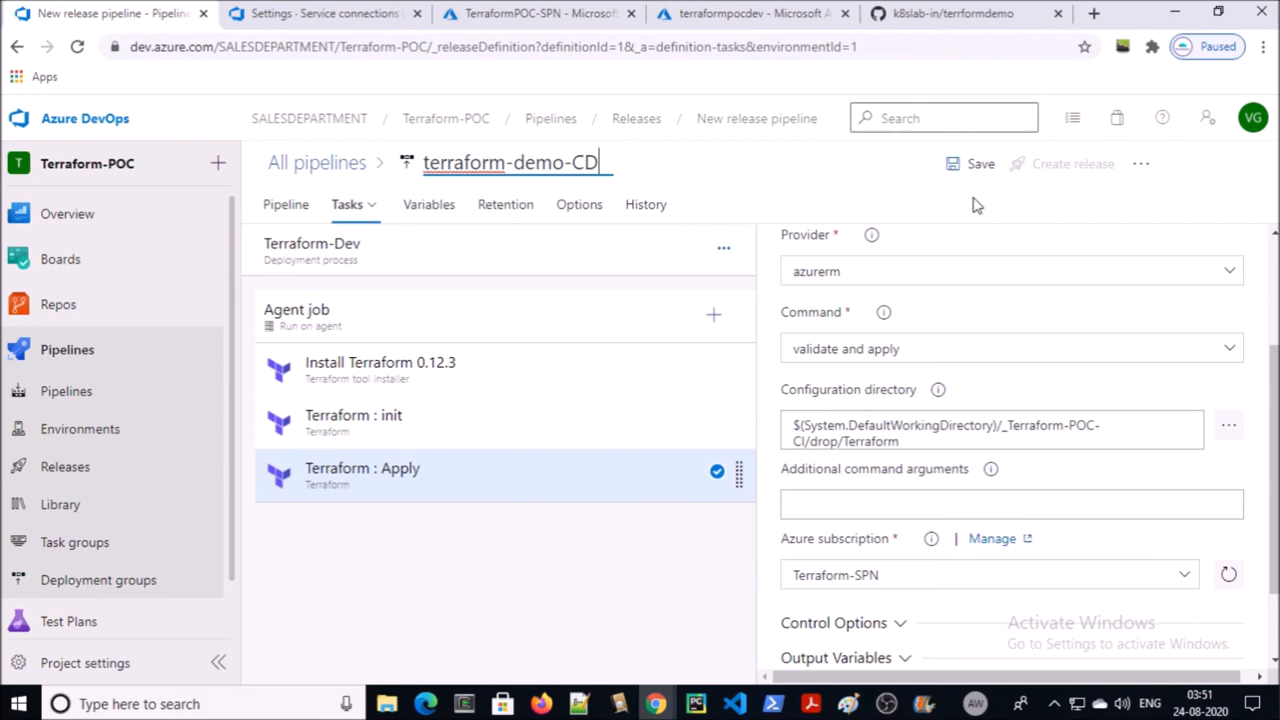 New release pipeline - Pipeline
Settings · Service connections (
TerraformPOC-SPN - Microsof
terraformpocdev - Microsoft A
k8slab-in/terrformdemo
dev.azure.com/SALESDEPARTMENT/Terraform-POC/_releaseDefinition?definitionId=1&_a=definition-tasks&environmentId=1
Paused
Apps
Azure DevOps
SALESDEPARTMENT / Terraform-POC / Pipelines / Releases / New release pipeline
Search
VG
T
Terraform-POC
Overview
Boards
Repos
Pipelines
Pipelines
Environments
Releases
Library
Task groups
Deployment groups
Test Plans
Project settings
All pipelines > terraform-demo-CD
Save
Create release
Pipeline
Tasks
Variables
Retention
Options
History
Terraform-Dev
Deployment process
Agent job
Run on agent
Install Terraform 0.12.3
Terraform tool installer
Terraform : init
Terraform
Terraform : Apply
Terraform
Provider *
azurerm
Command *
validate and apply
Configuration directory
$(System.DefaultWorkingDirectory)/_Terraform-POC-
CI/drop/Terraform
Additional command arguments
Azure subscription * | Manage
Terraform-SPN
Control Options
Output Variables
Activate Windows
Go to Settings to activate Windows.
Type here to search
AW
ENG
03:51
24-08-2020